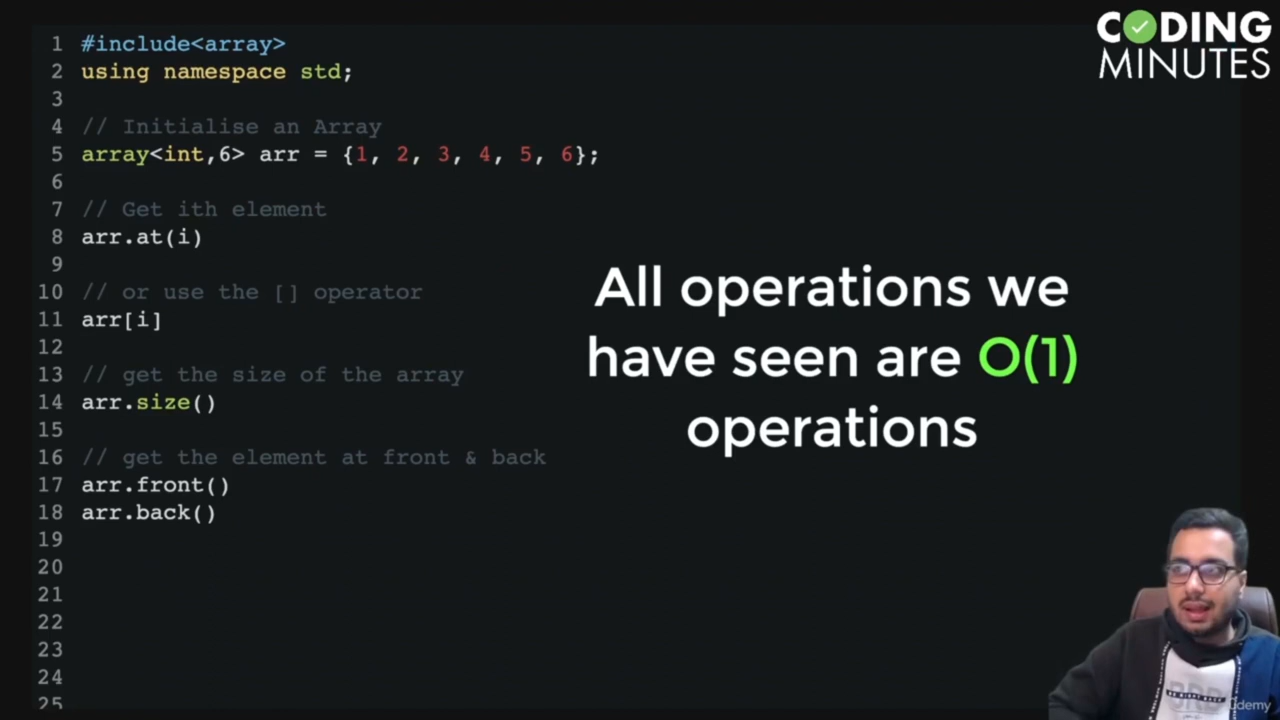 CODING
MINUTES
1 #include<array>
2 using namespace std;
3
4 // Initialise an Array
5 array<int,6> arr = {1, 2, 3, 4, 5, 6};
6
7 // Get ith element
8 arr.at(i)
9
10 // or use the [] operator
11 arr[i]
12
13 // get the size of the array
14 arr.size()
15
16 // get the element at front & back
17 arr.front()
18 arr.back()
19
20
21
22
23
24
25
All operations we
have seen are O(1)
operations
udemy